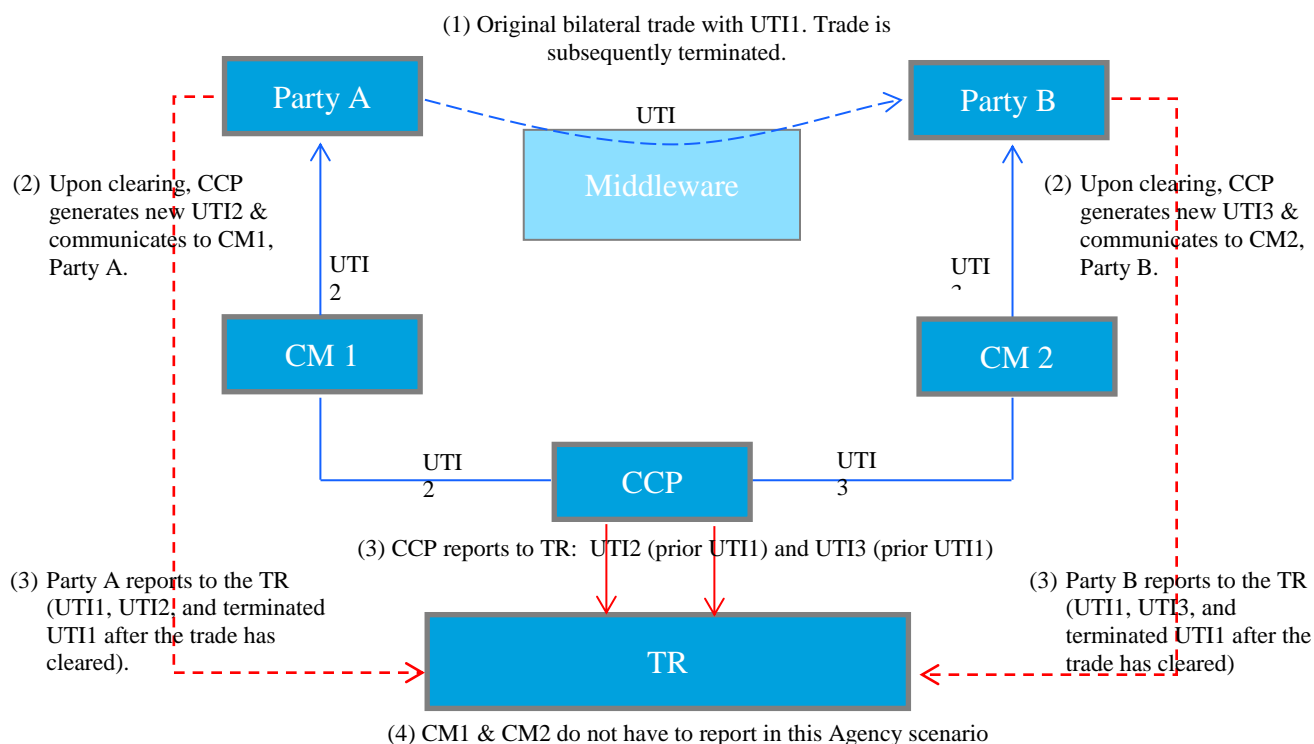 (1) Original bilateral trade with UTI1. Trade is
subsequently terminated.
Party A
UTI
Party B
Middleware
(2) Upon clearing, CCP
generates new UTI2 &
communicates to CM1,
Party A.
(2) Upon clearing, CCP
generates new UTI3 &
communicates to CM2,
Party B.
UTI
2
UTI
CM 1
CM 2
UTI
2
CCP
UTI
3
(3) CCP reports to TR: UTI2 (prior UTI1) and UTI3 (prior UTI1)
(3) Party A reports to the TR
(UTI1, UTI2, and terminated
UTI1 after the trade has
cleared).
(3) Party B reports to the TR
(UTI1, UTI3, and
terminated UTI1 after the
trade has cleared)
TR
(4) CM1 & CM2 do not have to report in this Agency scenario